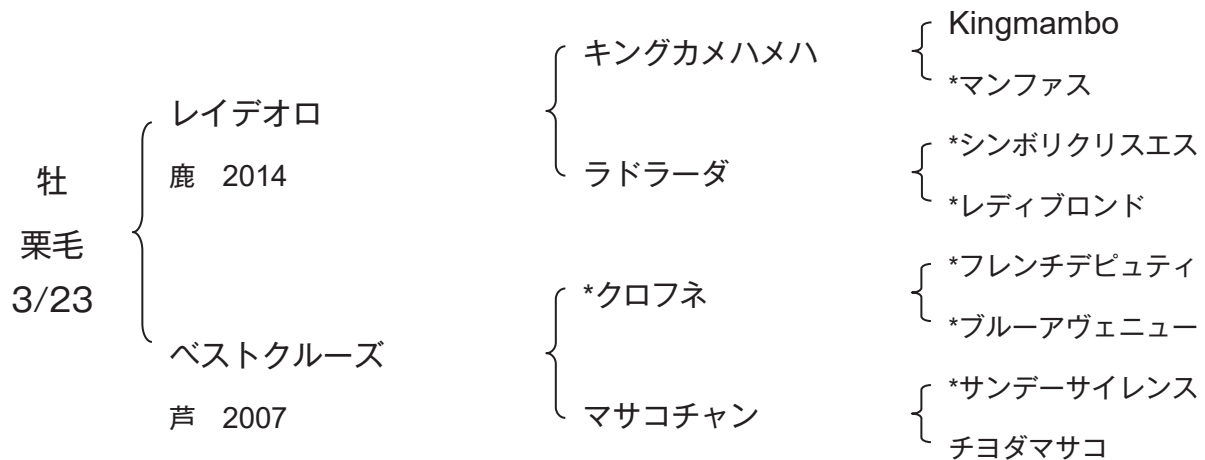 牡
栗毛
3/23
レイデオロ
鹿 2014
ベストクルーズ
芦 2007
キングカメハメハ
ラドラーダ
*クロフネ
マサコチャン
Kingmambo
*マンファス
*シンボリクリスエス
*レディブロンド
*フレンチデピュティ
*ブルーアヴェニュー
*サンデーサイレンス
チヨダマサコ